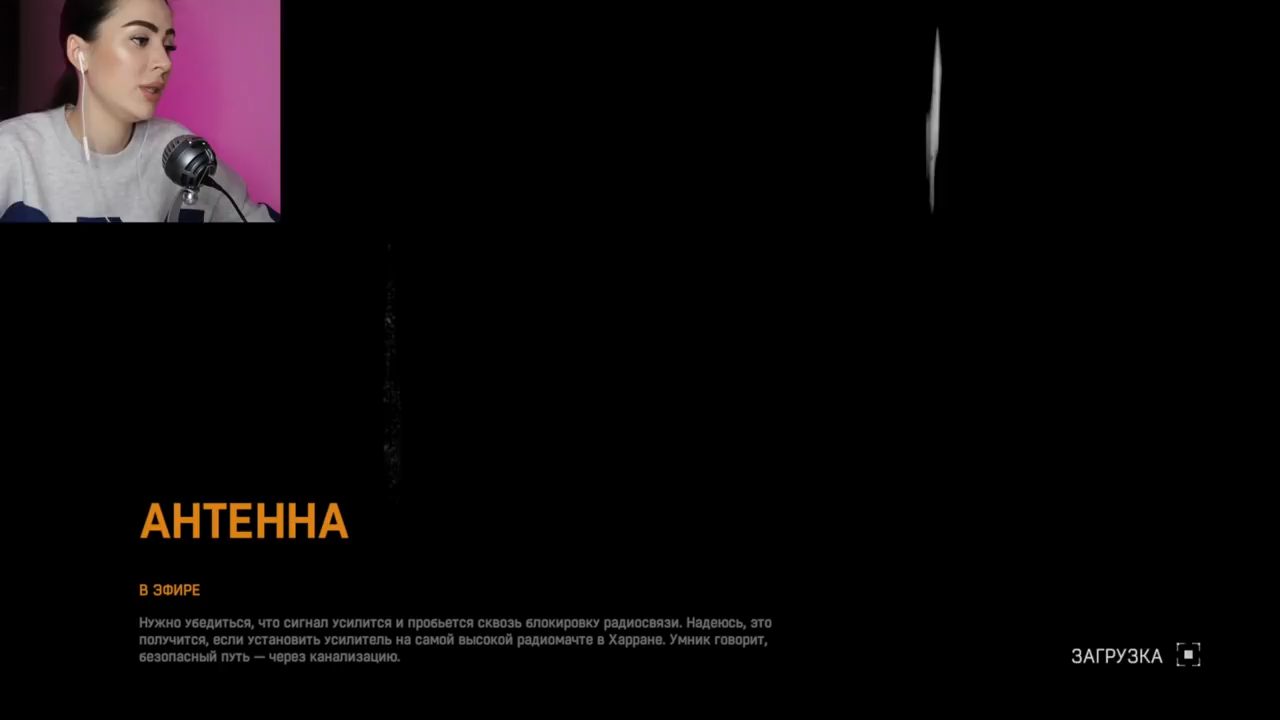 АНТЕННА
В ЭФИРЕ
Нужно убедиться, что сигнал усилится и пробьется сквозь блокировку радиосвязи. Надеюсь, это
получится, если установить усилитель на самой высокой радиомачте в Харране. Умник говорит,
безопасный путь — через канализацию.
ЗАГРУЗКА